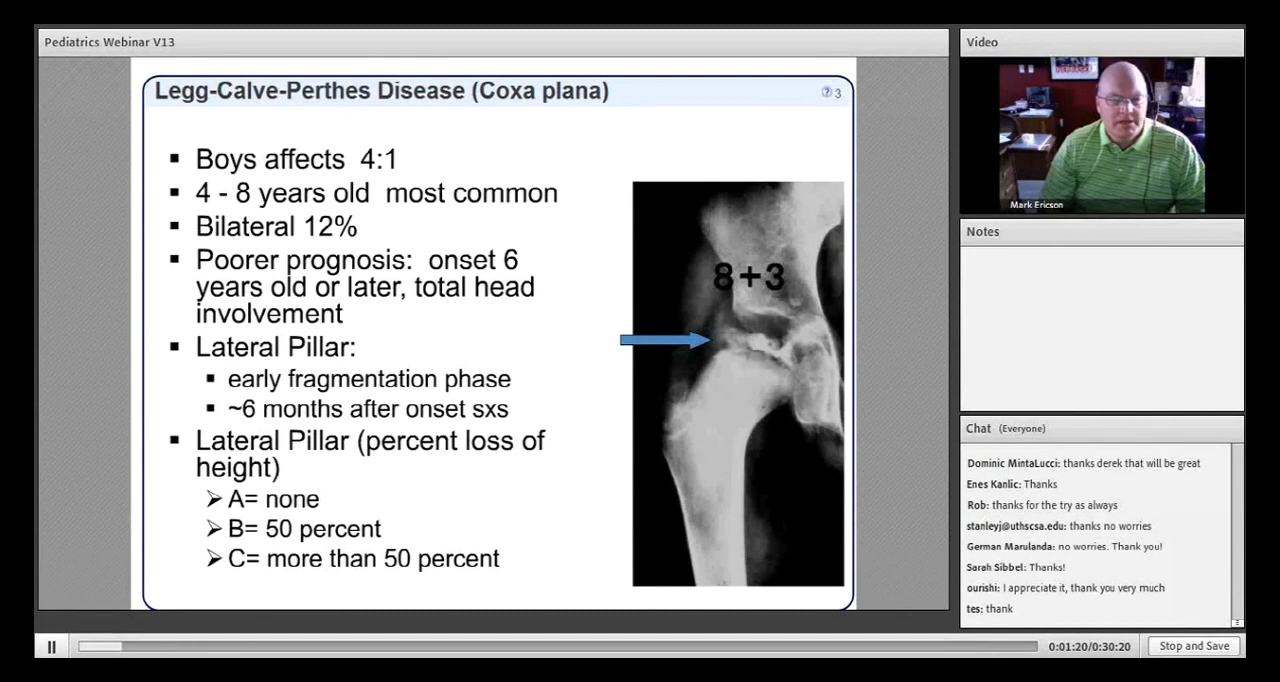 Pediatrics Webinar V13
Legg-Calve-Perthes Disease (Coxa plana)
3
Boys affects 4:1
4 - 8 years old most common
Bilateral 12%
Poorer prognosis: onset 6
years old or later, total head
involvement
Lateral Pillar:
early fragmentation phase
~6 months after onset sxs
Lateral Pillar (percent loss of
height)
A= none
B= 50 percent
C= more than 50 percent
8+3
Video
Mark Ericson
Notes
Chat (Everyone)
Dominic MintaLucci: thanks derek that will be great
Enes Kanlic: Thanks
Rob: thanks for the try as always
stanleyj@uthscsa.edu: thanks no worries
German Marulanda: no worries. Thank you!
Sarah Sibbel: Thanks!
ourishi: I appreciate it, thank you very much
tes: thank
0:01:20/0:30:20
Stop and Save